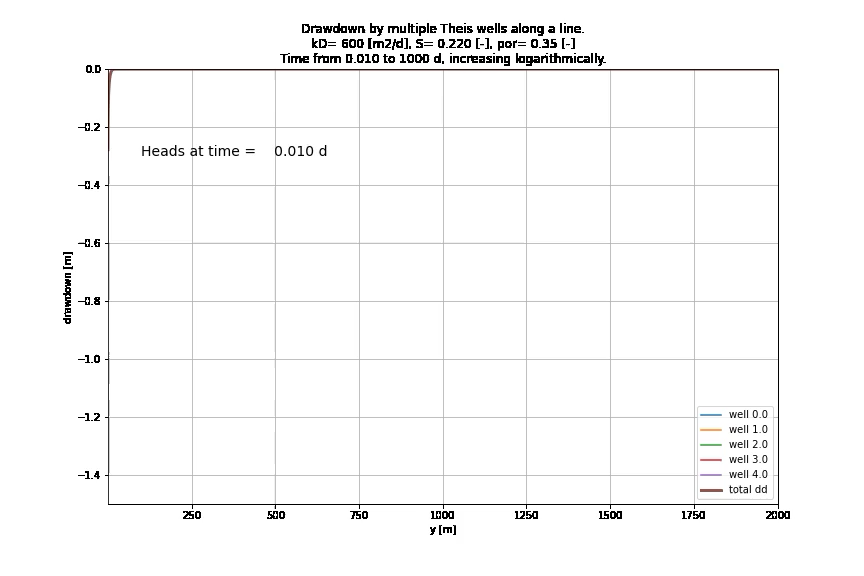 Drawdown by multiple Theis wells along a line.
kD= 600 [m2/d], S= 0.220 [-], por= 0.35 [-]
Time from 0.010 to 1000 d, increasing logarithmically.
0.0
−0.2
−0.4
−0.6
−0.8
−1.0
−1.2
−1.4
drawdown [m]
Heads at time = 0.010 d
well 0.0
well 1.0
well 2.0
well 3.0
well 4.0
total dd
250 500 750 1000 1250 1500 1750 2000
y [m]